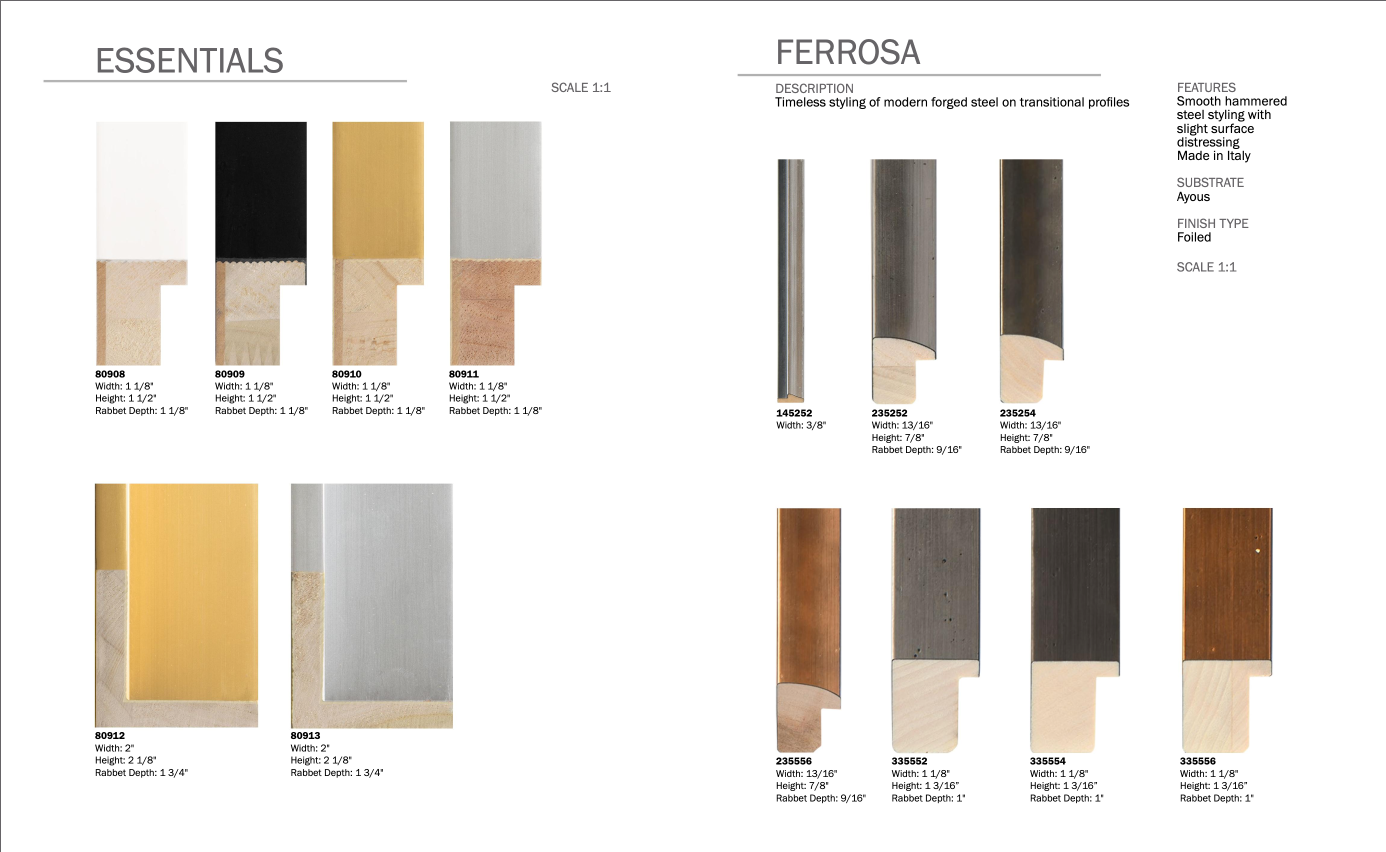 ESSENTIALS
SCALE 1:1
80908
Width: 1 1/8"
Height: 1 1/2"
Rabbet Depth: 1 1/8"
80909
Width: 1 1/8"
Height: 1 1/2"
Rabbet Depth: 1 1/8"
80910
Width: 1 1/8"
Height: 1 1/2"
Rabbet Depth: 1 1/8"
80911
Width: 1 1/8"
Height: 1 1/2"
Rabbet Depth: 1 1/8"
80912
Width: 2"
Height: 2 1/8"
Rabbet Depth: 1 3/4"
80913
Width: 2"
Height: 2 1/8"
Rabbet Depth: 1 3/4"
FERROSA
DESCRIPTION
Timeless styling of modern forged steel on transitional profiles
FEATURES
Smooth hammered
steel styling with
slight surface
distressing
Made in Italy
SUBSTRATE
Ayous
FINISH TYPE
Foiled
SCALE 1:1
145252
Width: 3/8"
235252
Width: 13/16"
Height: 7/8"
Rabbet Depth: 9/16"
235254
Width: 13/16"
Height: 7/8"
Rabbet Depth: 9/16"
235556
Width: 13/16"
Height: 7/8"
Rabbet Depth: 9/16"
335552
Width: 1 1/8"
Height: 1 3/16”
Rabbet Depth: 1"
335554
Width: 1 1/8"
Height: 1 3/16”
Rabbet Depth: 1"
335556
Width: 1 1/8"
Height: 1 3/16”
Rabbet Depth: 1"